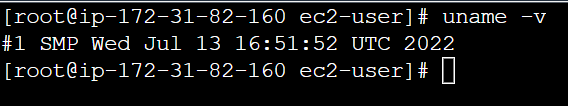 [root@ip-172-31-82-160 ec2-user]# uname -v
#1 SMP Wed Jul 13 16:51:52 UTC 2022
[root@ip-172-31-82-160 ec2-user]#